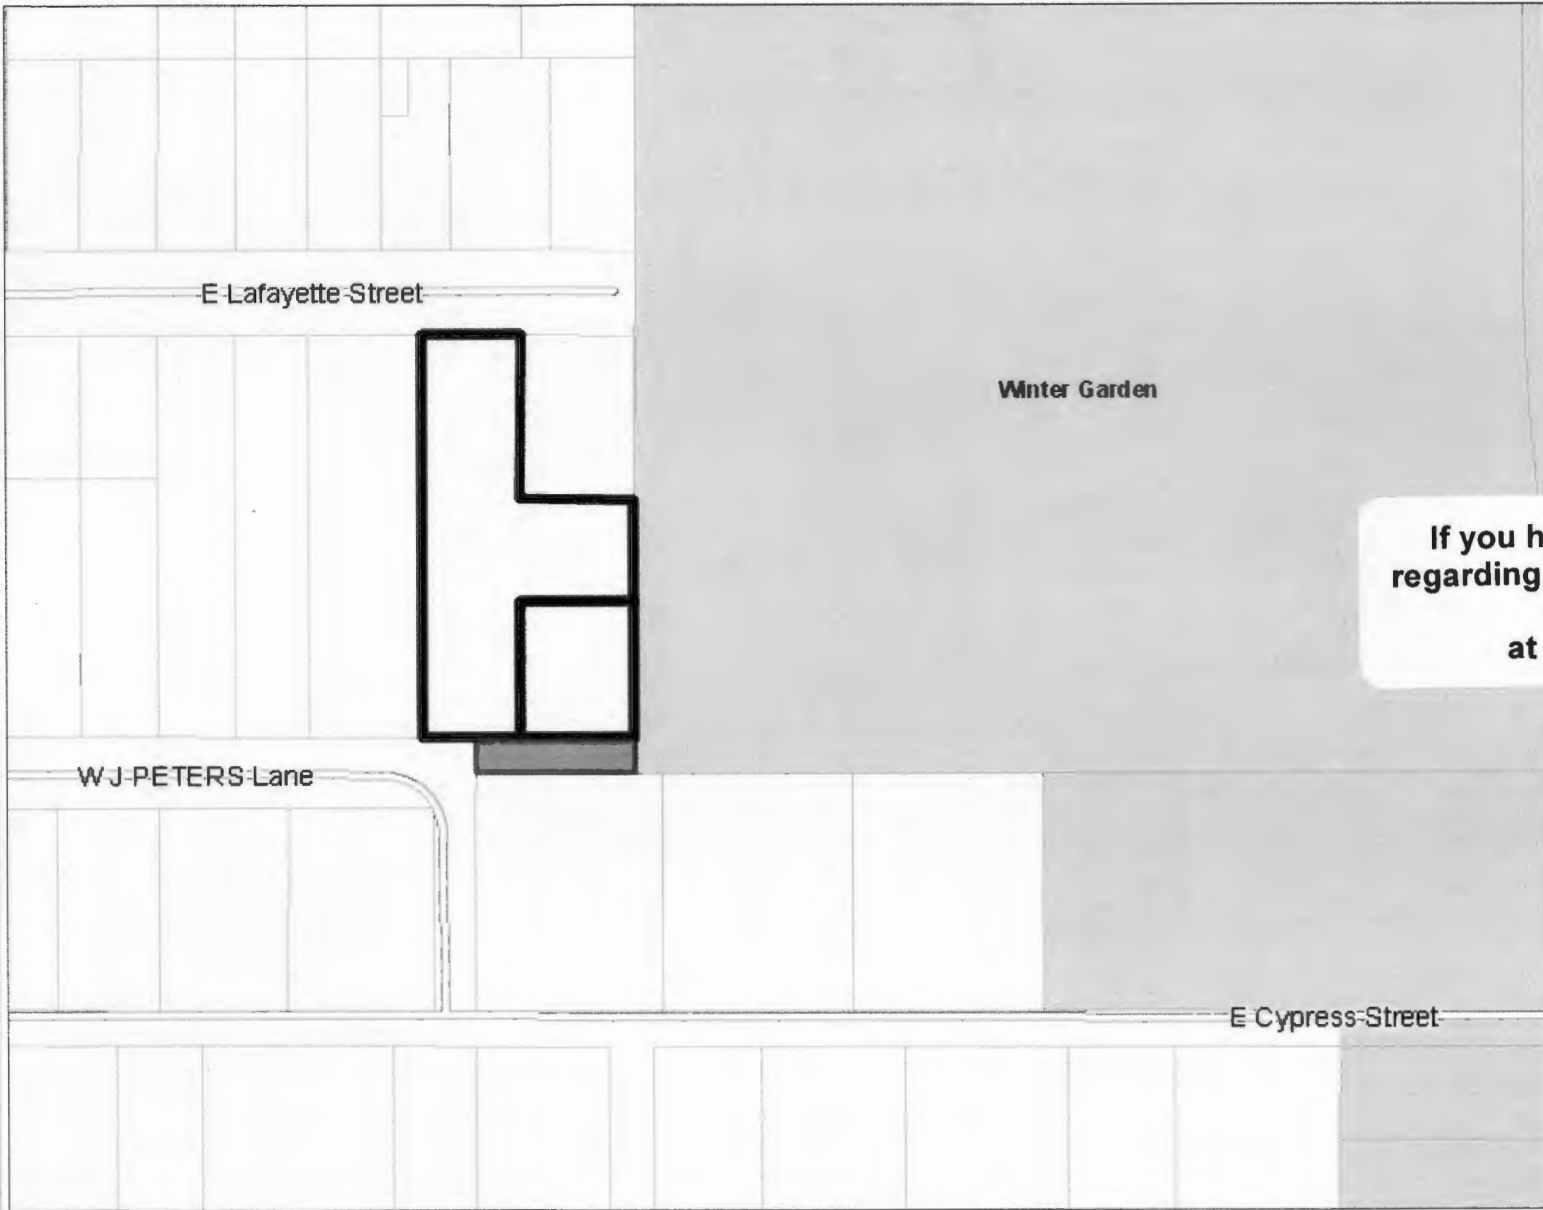 E Lafayette Street
Winter Garden
If you h
regarding
at
W J PETERS Lane
E Cypress Street